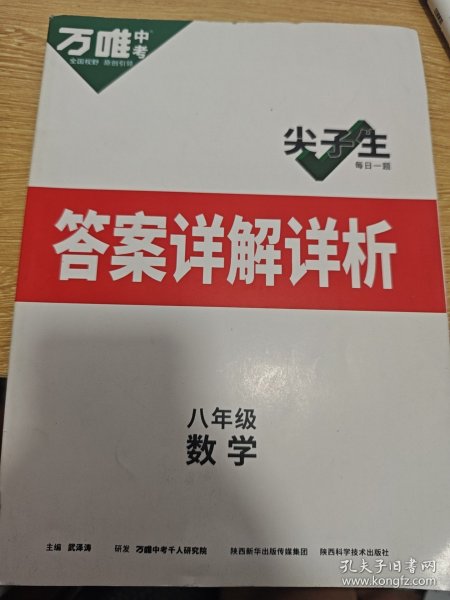 万唯中考
全国视野 原创引领
尖子生
每日一题
答案详解详析
八年级
数学
主编 武泽涛 研发 万唯中考千人研究院 陕西新华出版传媒集团 陕西科学技术出版社
孔夫子旧书网
www.kongfz.com